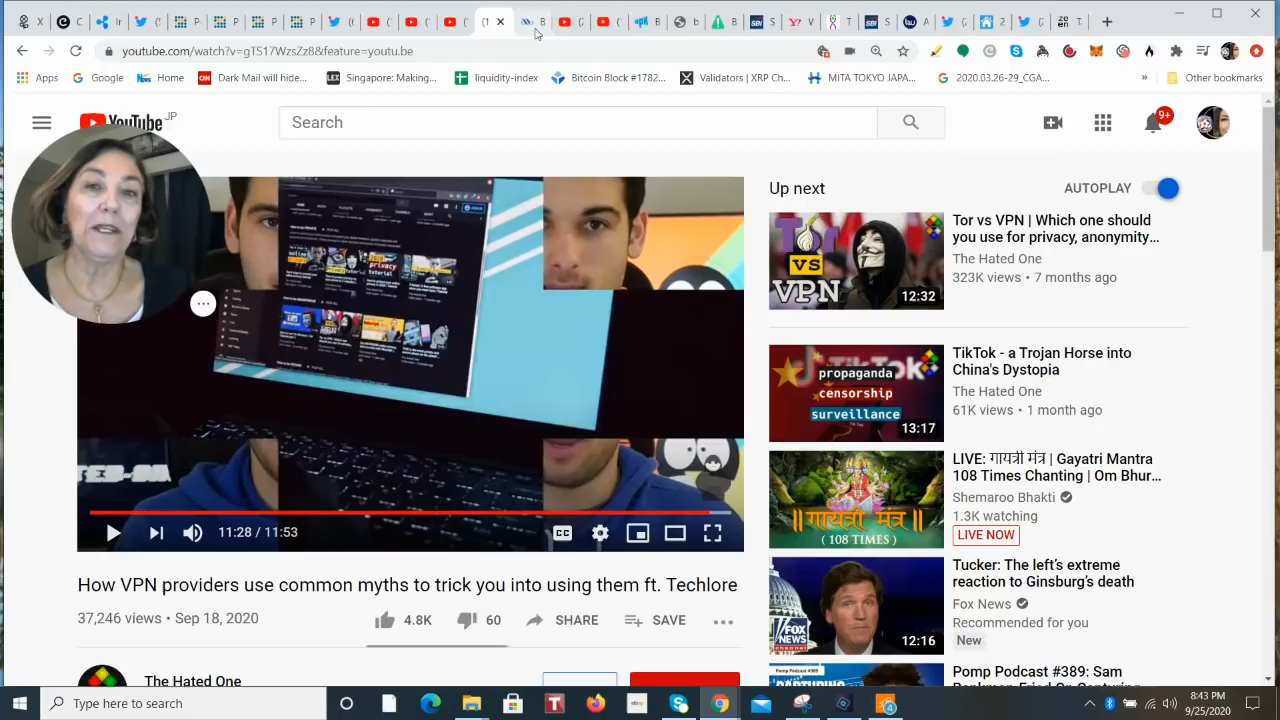 youtube.com/watch?v=gTS17WzsZz8&feature=youtu.be
Apps Google Home Dark Mail will hide... Singapore: Making... liquidity-index Bitcoin Block #1782... Validators | XRP Ch... MITA TOKYO JAPA... 2020.03.26-29_CGA... » Other bookmarks
YouTube JP
Search
9+
Up next
AUTOPLAY
Tor vs VPN | Which one should
you use for privacy, anonymity...
The Hated One
323K views • 7 months ago
VS
VPN
12:32
TikTok - a Trojan Horse into
China's Dystopia
The Hated One
61K views • 1 month ago
propaganda
censorship
surveillance
13:17
LIVE: गायत्री मंत्र | Gayatri Mantra
108 Times Chanting | Om Bhur...
Shemaroo Bhakti
1.3K watching
LIVE NOW
॥गायत्री मंत्र॥
( 108 TIMES )
Tucker: The left's extreme
reaction to Ginsburg's death
Fox News
Recommended for you
New
FOX
NEWS
channel
12:16
Pomp Podcast #389: Sam
11:28 / 11:53
CC
How VPN providers use common myths to trick you into using them ft. Techlore
37,246 views • Sep 18, 2020
4.8K 60 SHARE SAVE
The Hated One
Type here to search
8:43 PM
9/25/2020